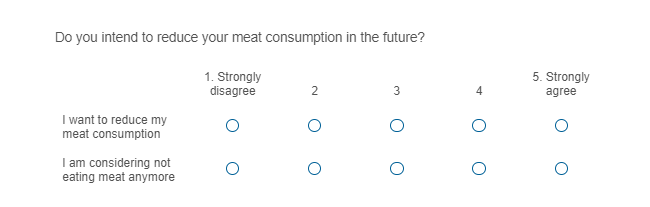 Do you intend to reduce your meat consumption in the future?
1. Strongly disagree 2 3 4 5. Strongly agree
I want to reduce my
meat consumption
I am considering not
eating meat anymore